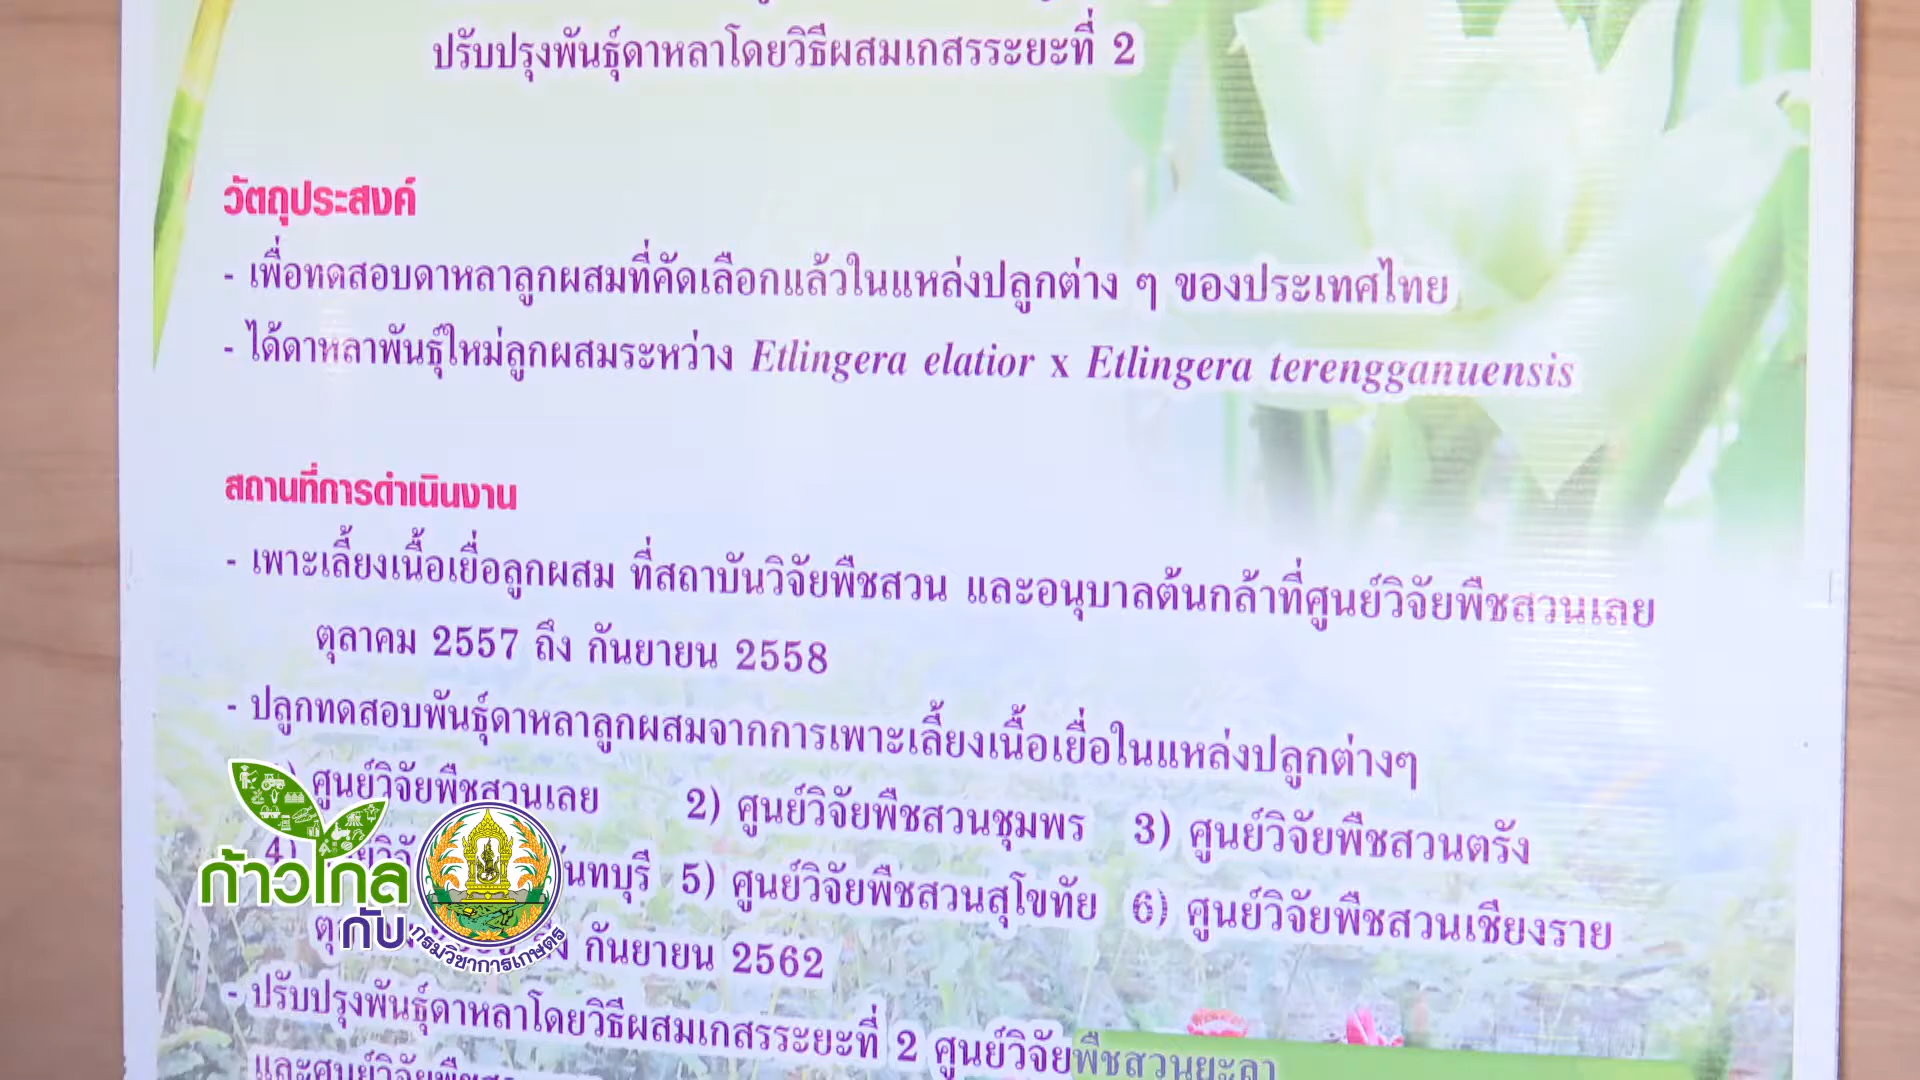 ปรับปรุงพันธุ์ดาหลาโดยวิธีผสมเกสรระยะที่ 2
วัตถุประสงค์
- เพื่อทดสอบดาหลาลูกผสมที่คัดเลือกแล้วในแหล่งปลูกต่าง ๆ ของประเทศไทย
- ได้ดาหลาพันธุ์ใหม่ลูกผสมระหว่าง Etlingera elatior x Etlingera terengganuensis
สถานที่การดำเนินงาน
- เพาะเลี้ยงเนื้อเยื่อลูกผสม ที่สถาบันวิจัยพืชสวน และอนุบาลต้นกล้าที่ศูนย์วิจัยพืชสวนเลย
ตุลาคม 2557 ถึง กันยายน 2558
- ปลูกทดสอบพันธุ์ดาหลาลูกผสมจากการเพาะเลี้ยงเนื้อเยื่อในแหล่งปลูกต่างๆ
ศูนย์วิจัยพืชสวนเลย 2) ศูนย์วิจัยพืชสวนชุมพร 3) ศูนย์วิจัยพืชสวนตรัง
4) 5) ศูนย์วิจัยพืชสวนสุโขทัย 6) ศูนย์วิจัยพืชสวนเชียงราย
กันยายน 2562
- ปรับปรุงพันธุ์ดาหลาโดยวิธีผสมเกสรระยะที่ 2 ศูนย์วิจัยพืชสวนยะลา
ก้าวไกล
กับ
กรมวิชาการเกษตร